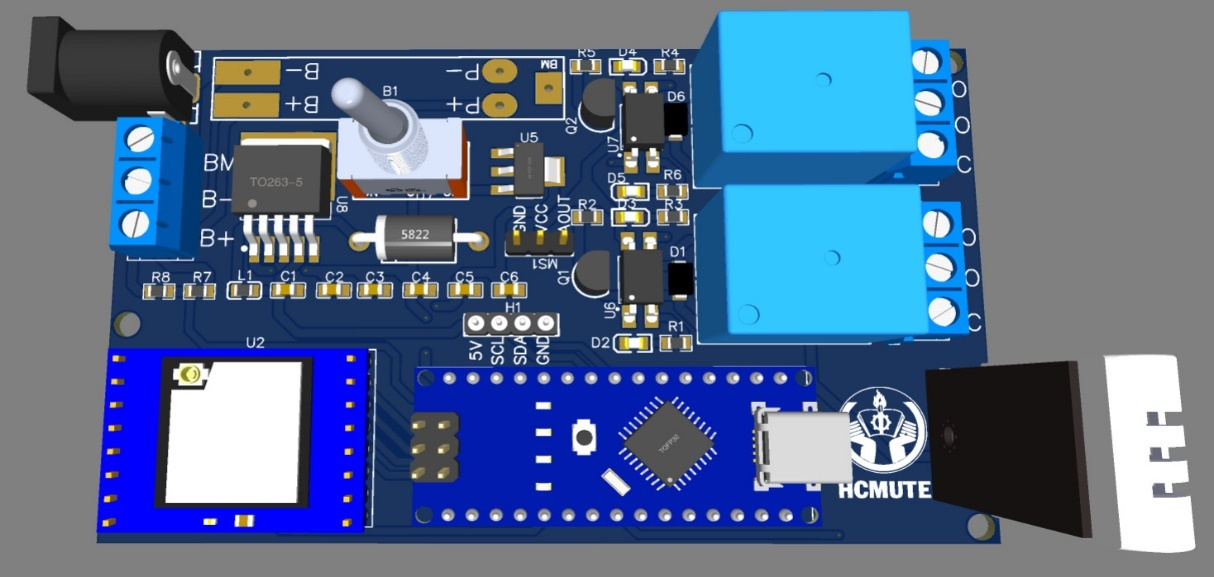 R5
D4
R4
B-
P-
BM
B+
P+
B1
D6
Q2
U7
O
O
C
U5
BM
TO263-5
U8
B-
B+
5822
GND
VCC
AOUT
MS1
D5
R6
R2
D3
R3
D1
Q1
U6
O
O
C
R8
R7
L1
C1
C2
C3
C4
C5
C6
H1
5V
SCL
SDA
GND
D2
R1
U2
TQFP32
HCMUTE